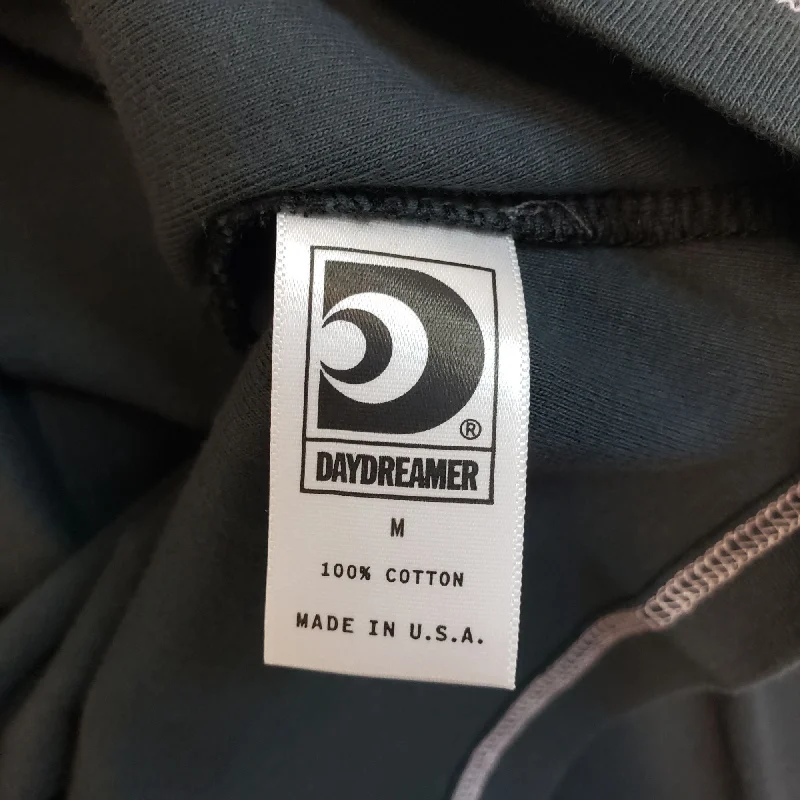 ®
DAYDREAMER
M
100% COTTON
MADE IN U.S.A.